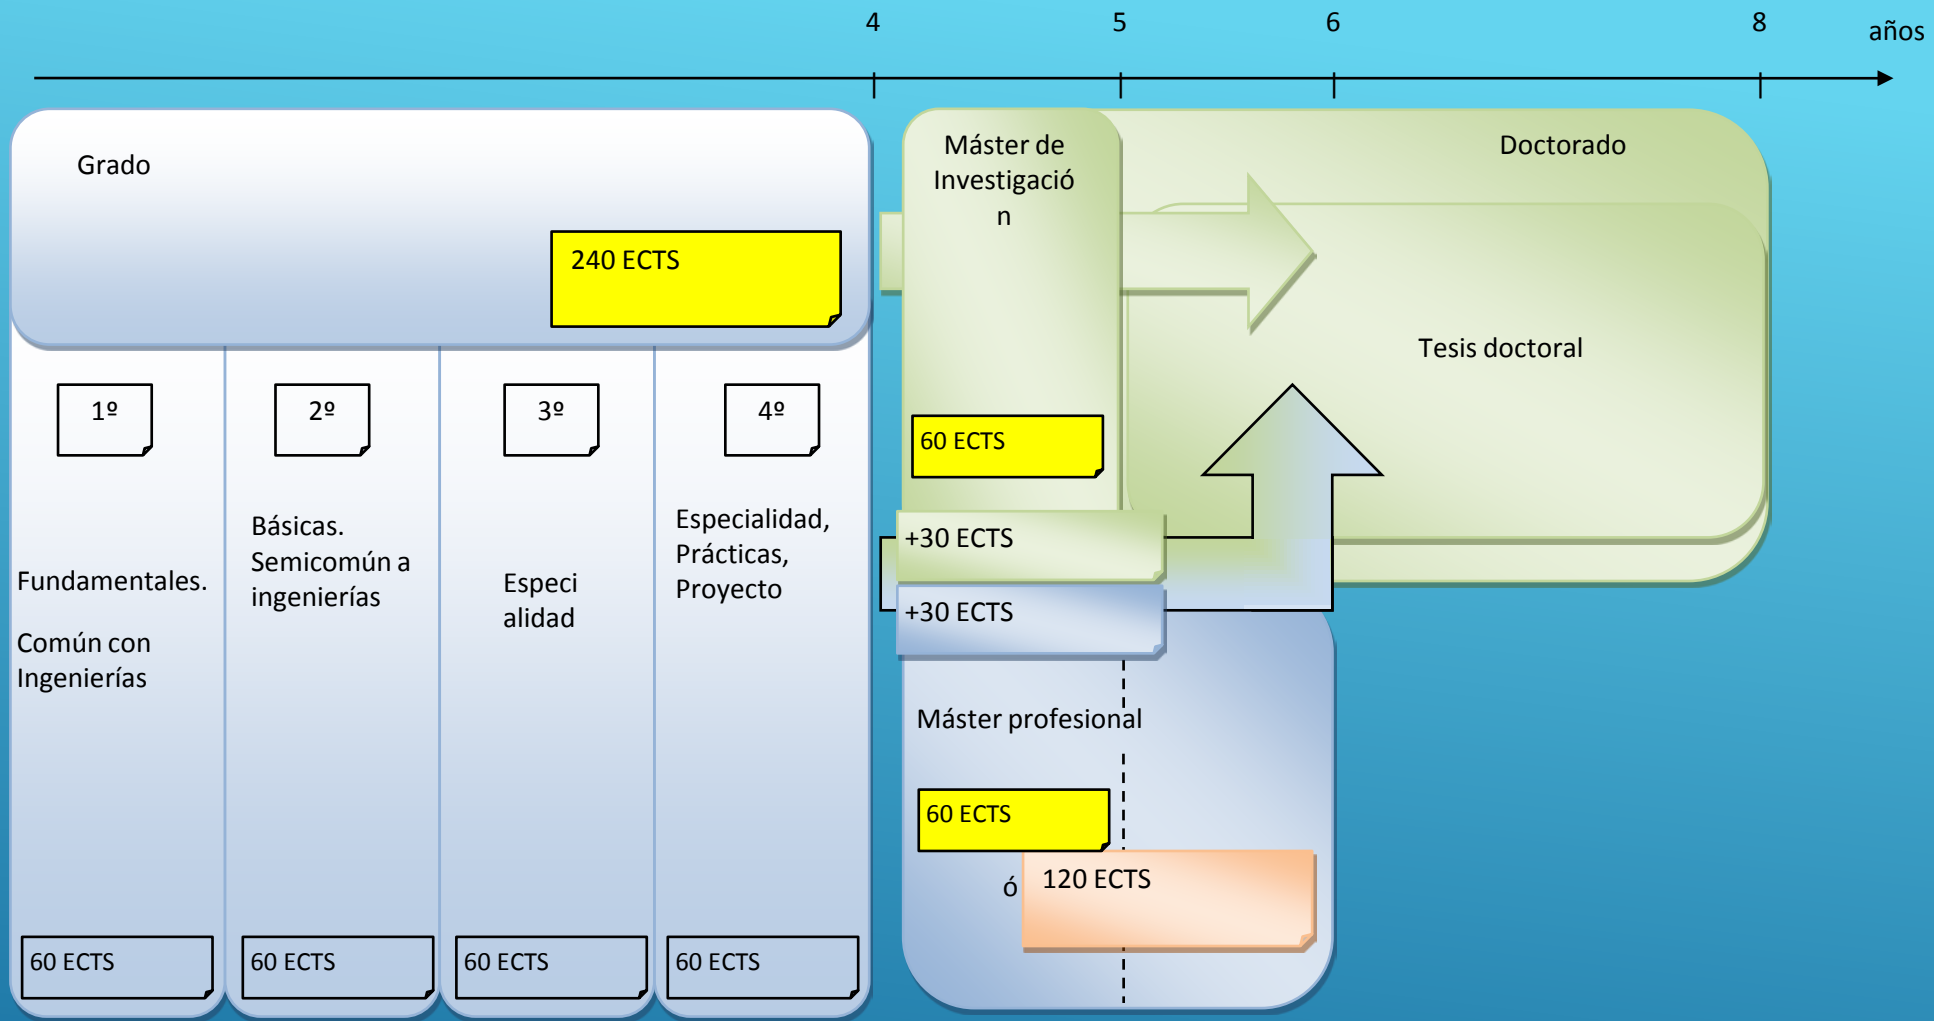 4
5
6
8
años
Grado
240 ECTS
1º
2º
3º
4º
Fundamentales.
Común con
Ingenierías
Básicas.
Semicomún a
ingenierías
Especi
alidad
Especialidad,
Prácticas,
Proyecto
60 ECTS
60 ECTS
60 ECTS
60 ECTS
Máster de
Investigació
n
60 ECTS
Doctorado
Tesis doctoral
+30 ECTS
+30 ECTS
Máster profesional
60 ECTS
ó
120 ECTS